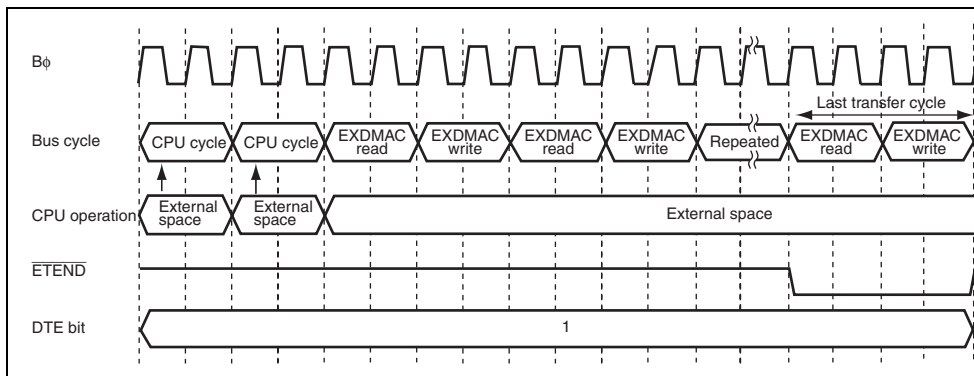 Bϕ
Last transfer cycle
Bus cycle
CPU cycle
CPU cycle
EXDMAC
read
EXDMAC
write
EXDMAC
read
EXDMAC
write
Repeated
EXDMAC
read
EXDMAC
write
CPU operation
External
space
External
space
External space
ETEND
DTE bit
1